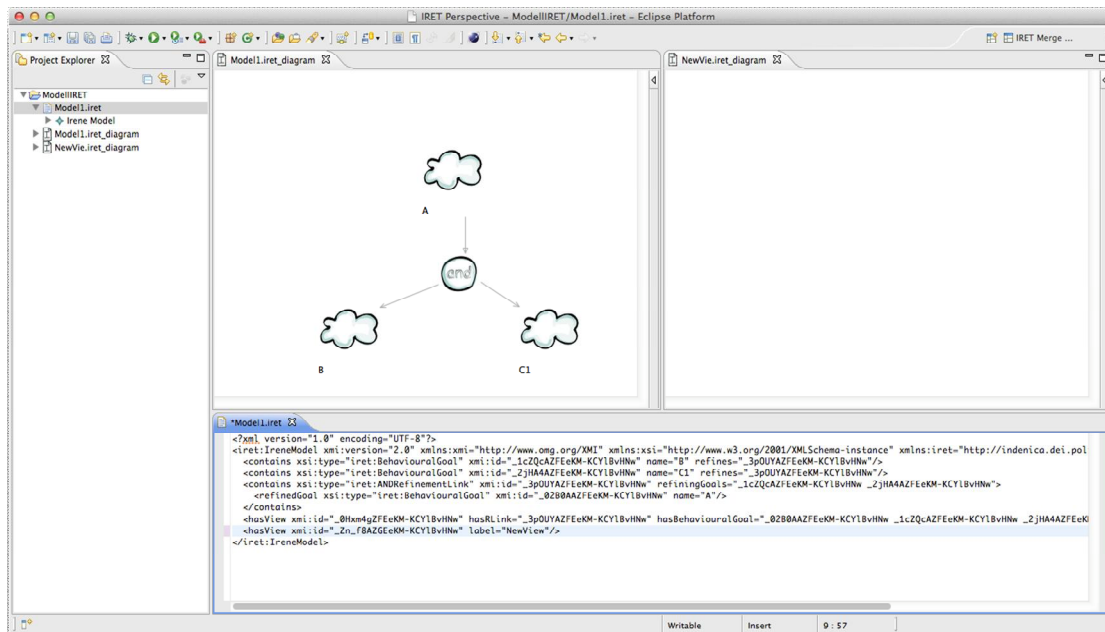 IRET Perspective – ModelIIRET/Model1.iret – Eclipse Platform
IRET Merge ...
Project Explorer
Model1.iret_diagram
NewVie.iret_diagram
ModelIIRET
Model1.iret
Irene Model
Model1.iret_diagram
NewVie.iret_diagram
A
and
B
C1
*Model1.iret
<?xml version="1.0" encoding="UTF-8"?>
<iret:IreneModel xmi:version="2.0" xmlns:xmi="http://www.omg.org/XMI" xmlns:xsi="http://www.w3.org/2001/XMLSchema-instance" xmlns:iret="http://indenica.dei.pol
<contains xsi:type="iret:BehaviouralGoal" xmi:id="_1cZQcAZFEeKM-KCYlBvHNw" name="B" refines="_3pOUYAZFEeKM-KCYlBvHNw"/>
<contains xsi:type="iret:BehaviouralGoal" xmi:id="_2jHA4AZFEeKM-KCYlBvHNw" name="C1" refines="_3pOUYAZFEeKM-KCYlBvHNw"/>
<contains xsi:type="iret:ANDRefinementLink" xmi:id="_3pOUYAZFEeKM-KCYlBvHNw" refiningGoals="_1cZQcAZFEeKM-KCYlBvHNw _2jHA4AZFEeKM-KCYlBvHNw">
<refinedGoal xsi:type="iret:BehaviouralGoal" xmi:id="_02B0AAZFEeKM-KCYlBvHNw" name="A"/>
</contains>
<hasView xmi:id="_0Hxm4gZFEeKM-KCYlBvHNw" hasRLink="_3pOUYAZFEeKM-KCYlBvHNw" hasBehaviouralGoal="_02B0AAZFEeKM-KCYlBvHNw _1cZQcAZFEeKM-KCYlBvHNw _2jHA4AZFEeKM
<hasView xmi:id="_Zn_f8AZGEeKM-KCYlBvHNw" label="NewView"/>
</iret:IreneModel>
Writable
Insert
9 : 57